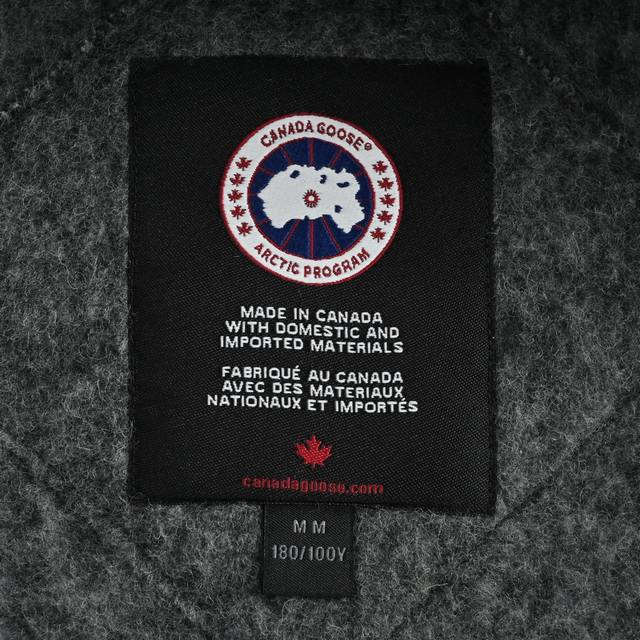 CANADA GOOSE®
ARCTIC PROGRAM
MADE IN CANADA
WITH DOMESTIC AND
IMPORTED MATERIALS
FABRIQUÉ AU CANADA
AVEC DES MATERIAUX
NATIONAUX ET IMPORTÉS
canadagoose.com
M M
180/100Y